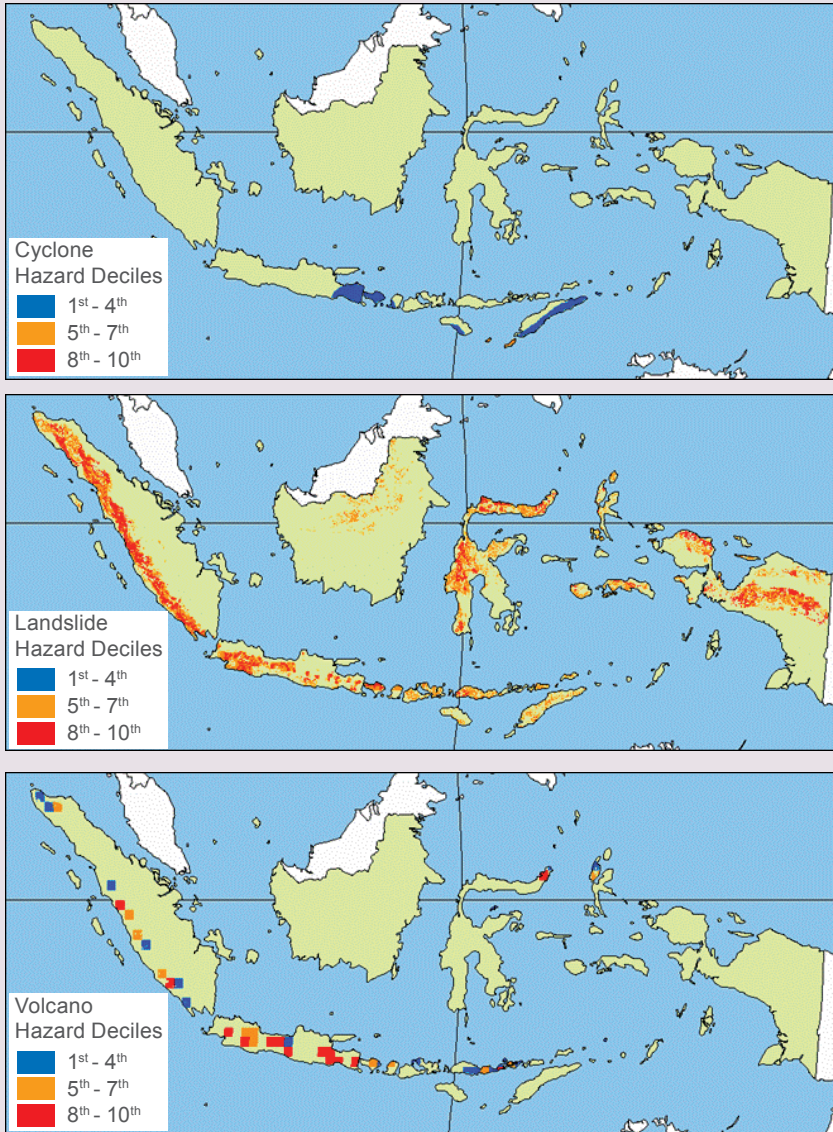 Cyclone
Hazard Deciles
1st - 4th
5th - 7th
8th - 10th
Landslide
Hazard Deciles
1st - 4th
5th - 7th
8th - 10th
Volcano
Hazard Deciles
1st - 4th
5th - 7th
8th - 10th